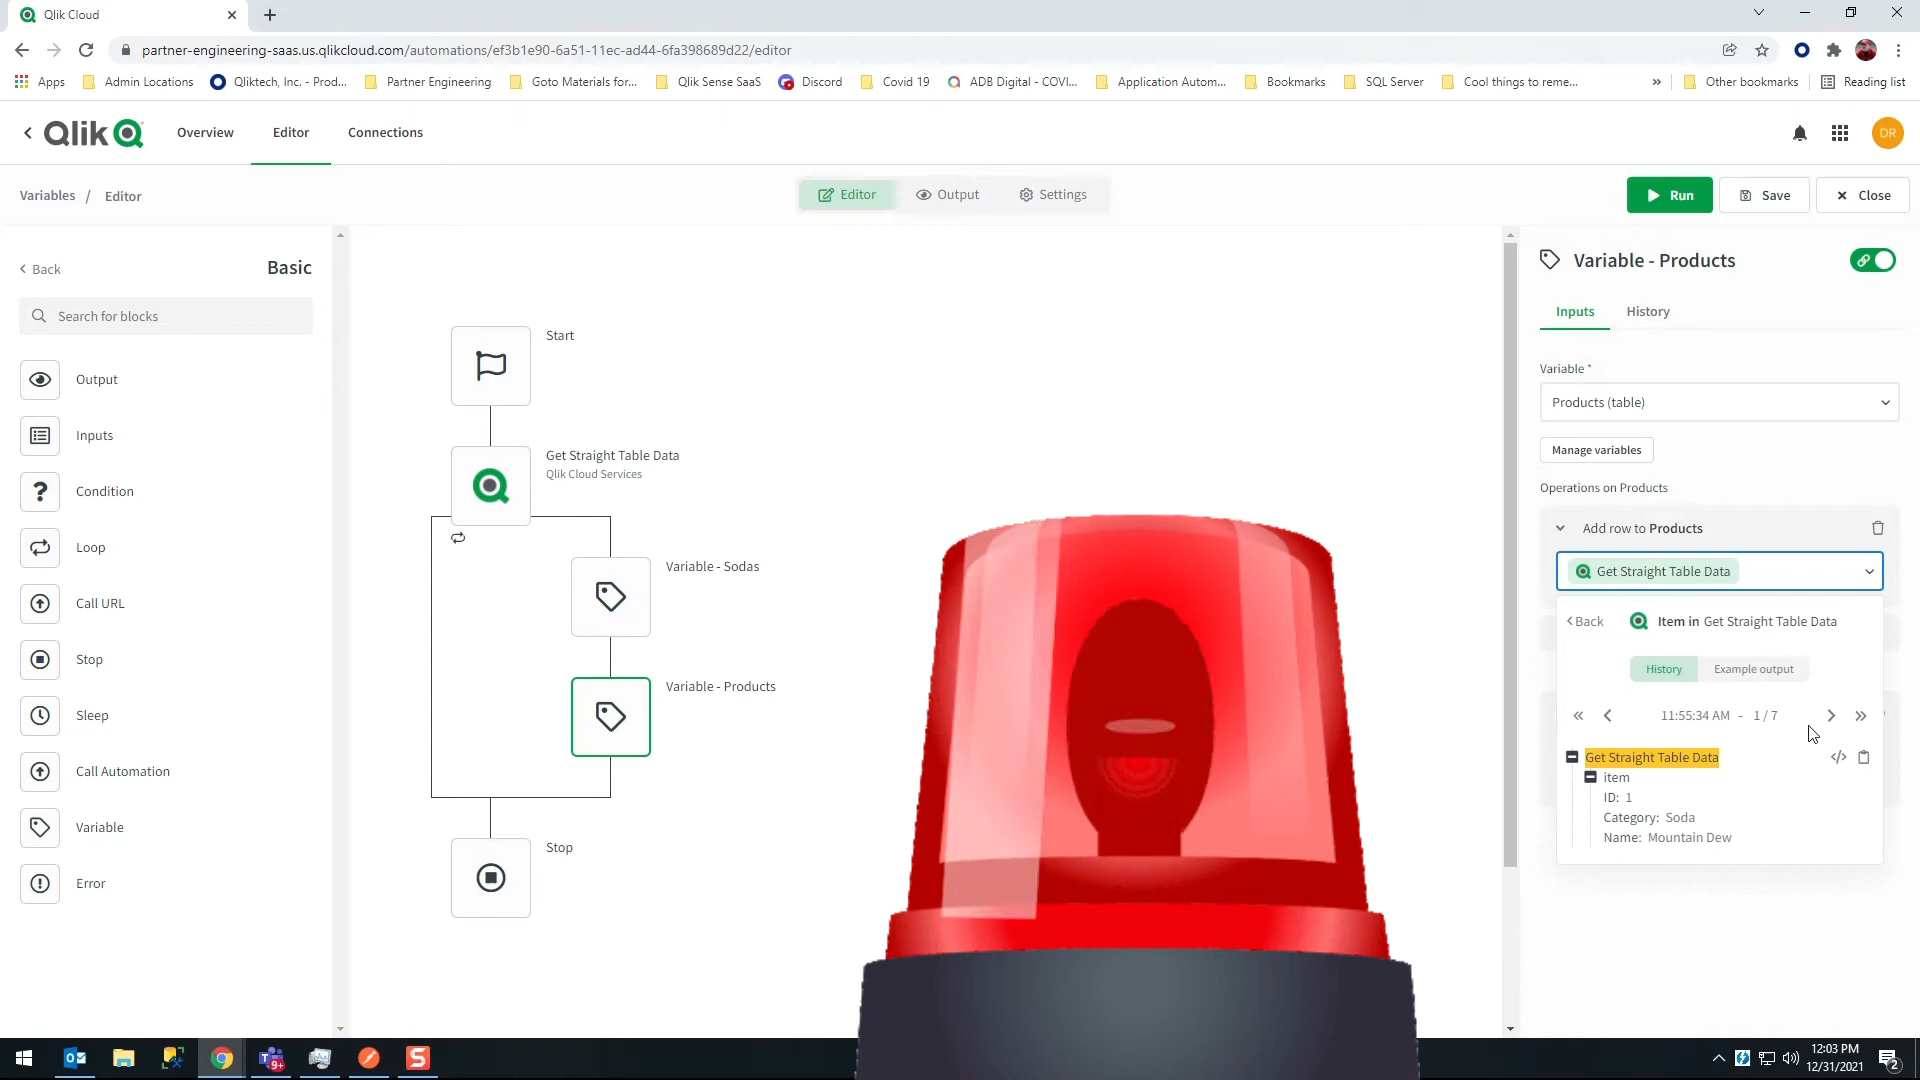 Qlik Cloud
partner-engineering-saas.us.qlikcloud.com/automations/ef3b1e90-6a51-11ec-ad44-6fa398689d22/editor
Apps Admin Locations Qliktech, Inc. - Prod... Partner Engineering Goto Materials for... Qlik Sense SaaS Discord Covid 19 ADB Digital - COVI... Application Autom... Bookmarks SQL Server Cool things to reme... » Other bookmarks Reading list
Qlik Overview Editor Connections DR
Variables / Editor Editor Output Settings Run Save Close
Back Basic
Search for blocks
Output
Inputs
Condition
Loop
Call URL
Stop
Sleep
Call Automation
Variable
Error
Start
Get Straight Table Data
Qlik Cloud Services
Variable - Sodas
Variable - Products
Stop
Variable - Products
Inputs History
Variable *
Products (table)
Manage variables
Operations on Products
Add row to Products
Get Straight Table Data
Back Item in Get Straight Table Data
History Example output
11:55:34 AM - 1 / 7
Get Straight Table Data
item
ID: 1
Category: Soda
Name: Mountain Dew
9+
12:03 PM
12/31/2021
2